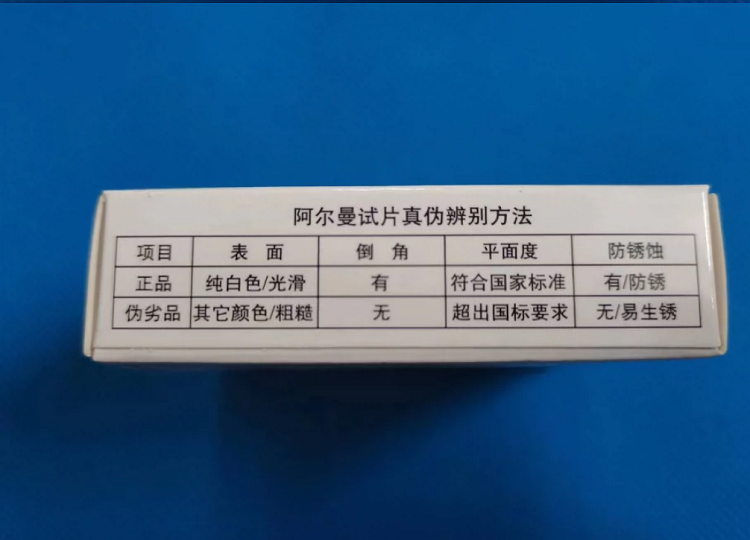 阿尔曼试片真伪辨别方法
项目 表 面 倒 角 平面度 防锈蚀
正品 纯白色/光滑 有 符合国家标准 有/防锈
伪劣品 其它颜色/粗糙 无 超出国标要求 无/易生锈